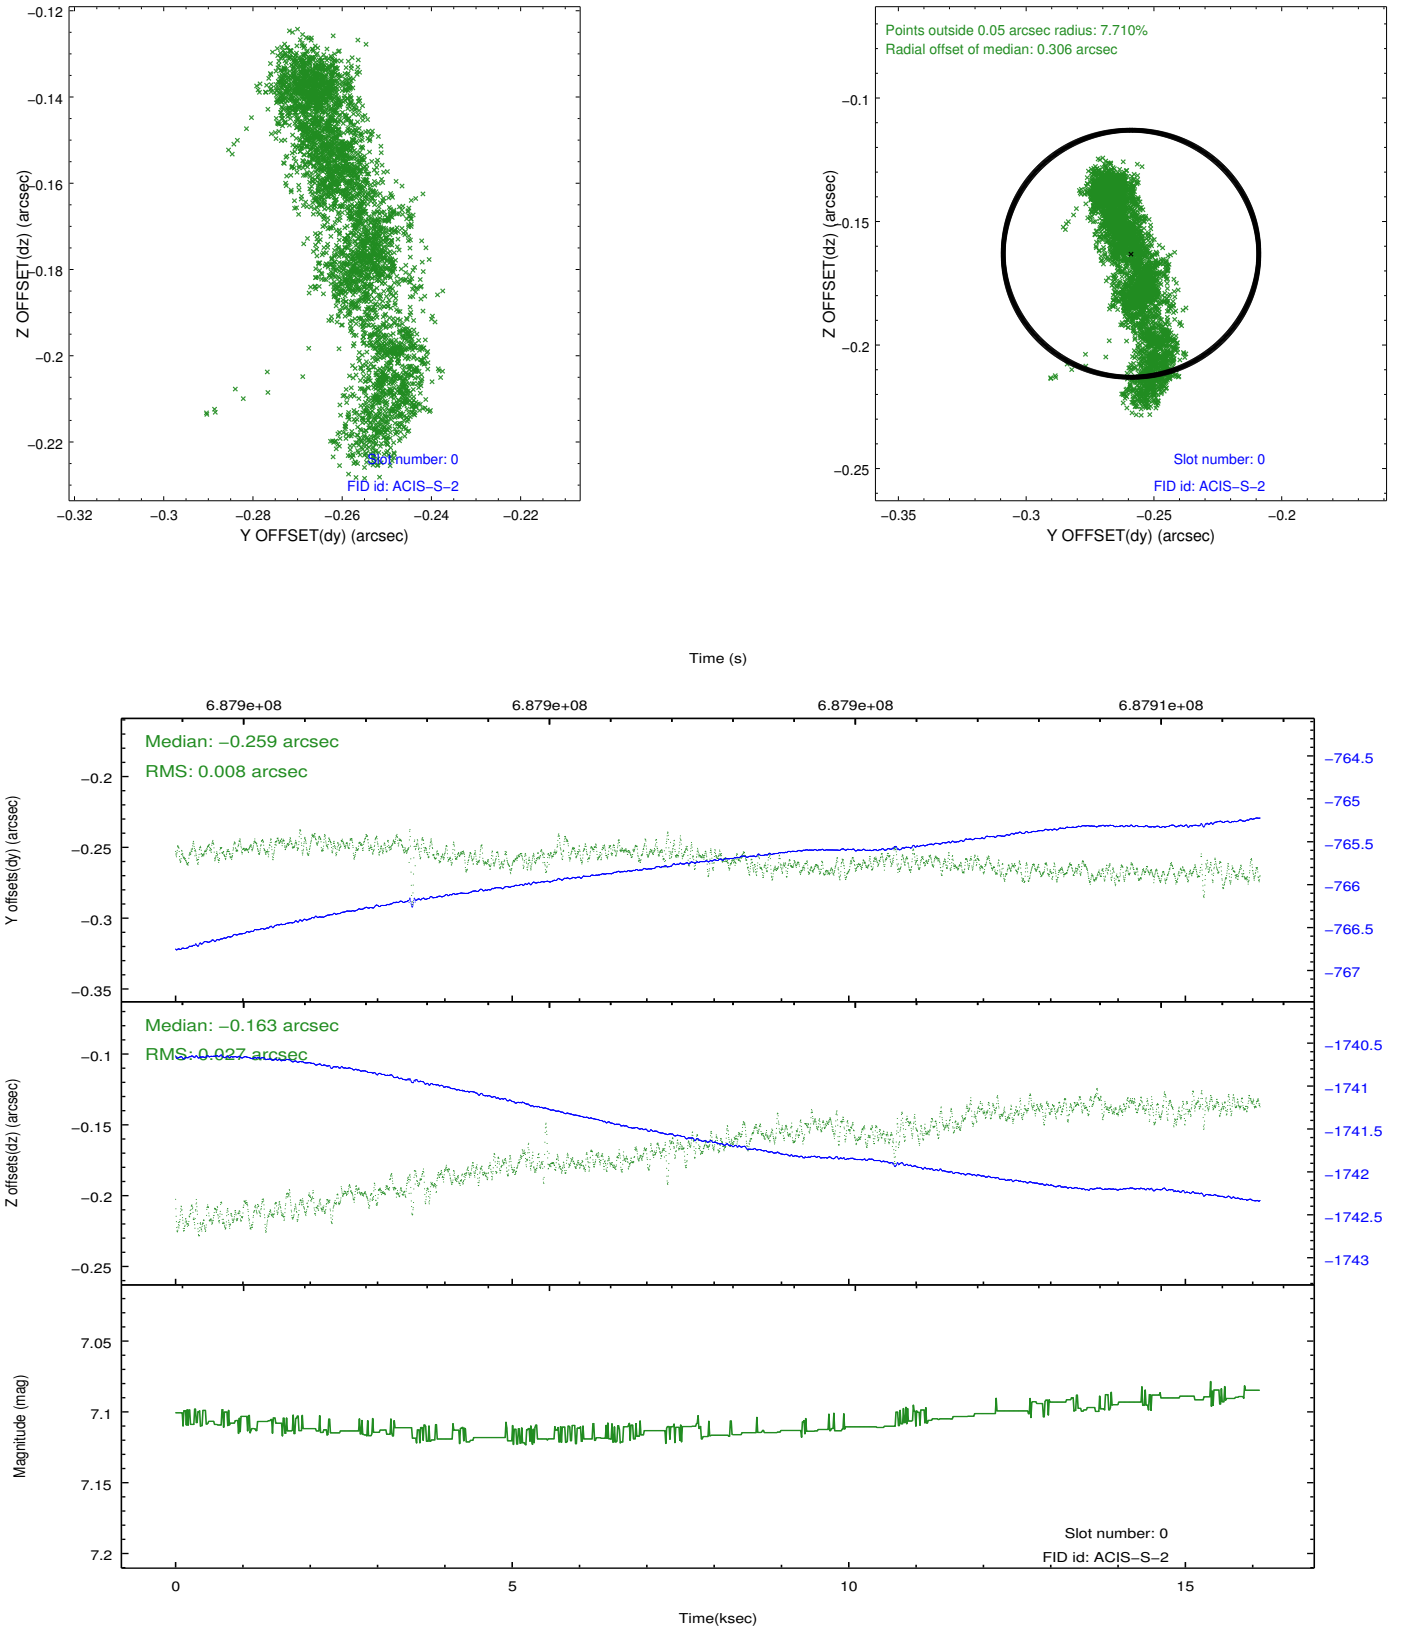 −0.12
−0.14
−0.16
−0.18
−0.2
−0.22
Z OFFSET(dz) (arcsec)
Slot number: 0
FID id: ACIS−S−2
−0.32
−0.3
−0.28
−0.26
−0.24
−0.22
Y OFFSET(dy) (arcsec)
Points outside 0.05 arcsec radius: 7.710%
Radial offset of median: 0.306 arcsec
−0.1
−0.15
−0.2
−0.25
Z OFFSET(dz) (arcsec)
Slot number: 0
FID id: ACIS−S−2
−0.35
−0.3
−0.25
−0.2
Y OFFSET(dy) (arcsec)
Time (s)
6.879e+08
6.879e+08
6.879e+08
6.8791e+08
Median: −0.259 arcsec
RMS: 0.008 arcsec
−0.2
−0.25
−0.3
−0.35
Y offsets(dy) (arcsec)
−764.5
−765
−765.5
−766
−766.5
−767
Median: −0.163 arcsec
RMS: 0.027 arcsec
−0.1
−0.15
−0.2
−0.25
Z offsets(dz) (arcsec)
−1740.5
−1741
−1741.5
−1742
−1742.5
−1743
7.05
7.1
7.15
7.2
Magnitude (mag)
Slot number: 0
FID id: ACIS−S−2
0
5
10
15
Time(ksec)